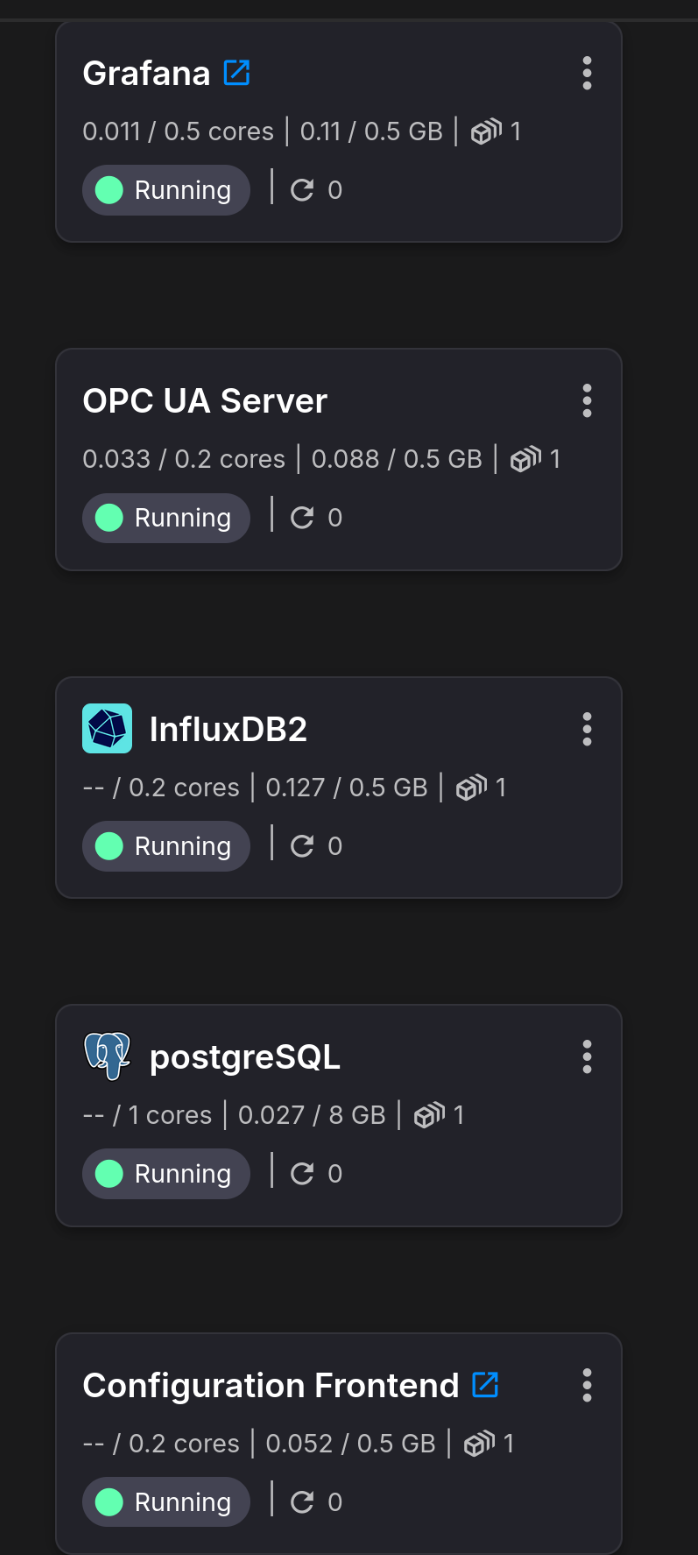 Grafana
0.011 / 0.5 cores | 0.11 / 0.5 GB | 1
Running | 0
OPC UA Server
0.033 / 0.2 cores | 0.088 / 0.5 GB | 1
Running | 0
InfluxDB2
-- / 0.2 cores | 0.127 / 0.5 GB | 1
Running | 0
postgreSQL
-- / 1 cores | 0.027 / 8 GB | 1
Running | 0
Configuration Frontend
-- / 0.2 cores | 0.052 / 0.5 GB | 1
Running | 0